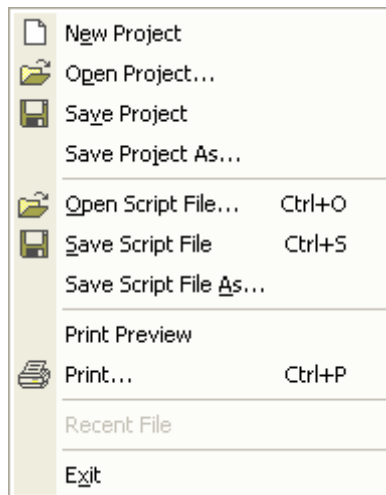 New Project
Open Project...
Save Project
Save Project As...
Open Script File... Ctrl+O
Save Script File Ctrl+S
Save Script File As...
Print Preview
Print... Ctrl+P
Recent File
Exit